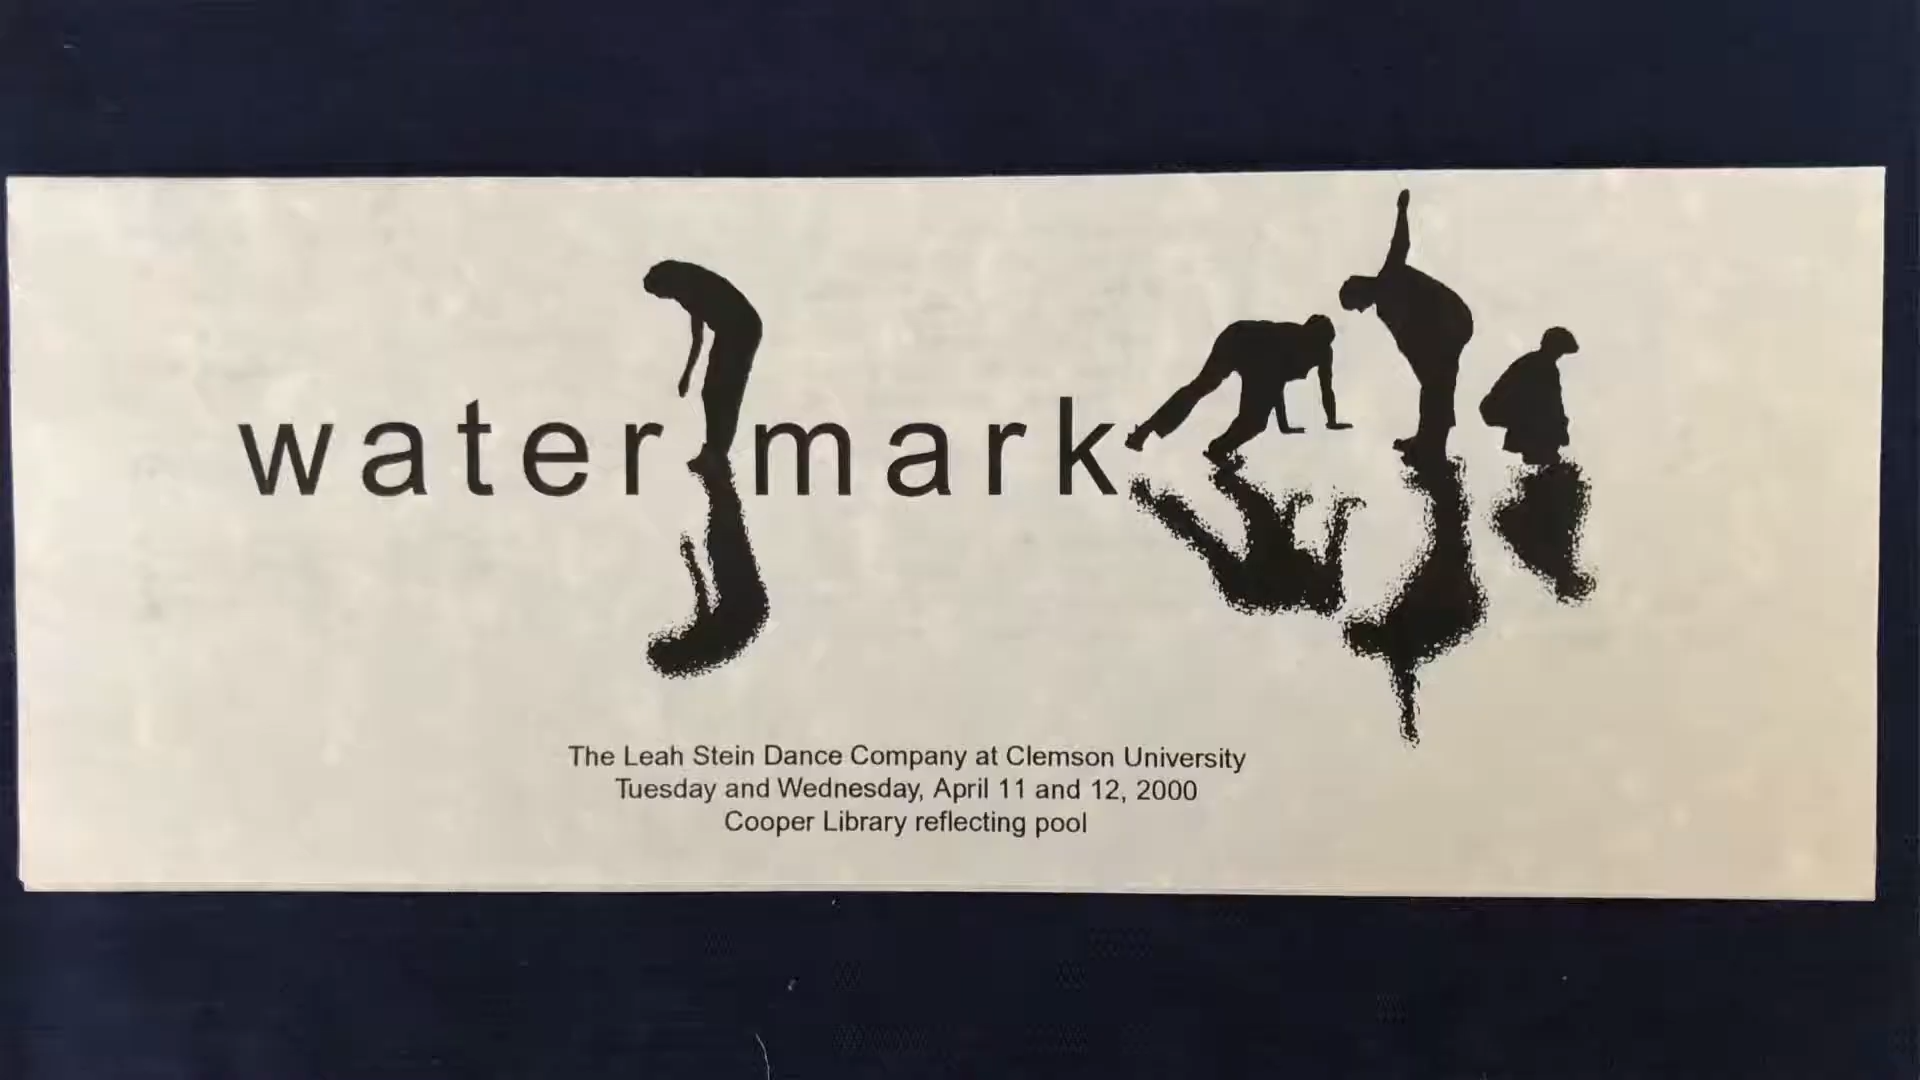 water mark
The Leah Stein Dance Company at Clemson University
Tuesday and Wednesday, April 11 and 12, 2000
Cooper Library reflecting pool